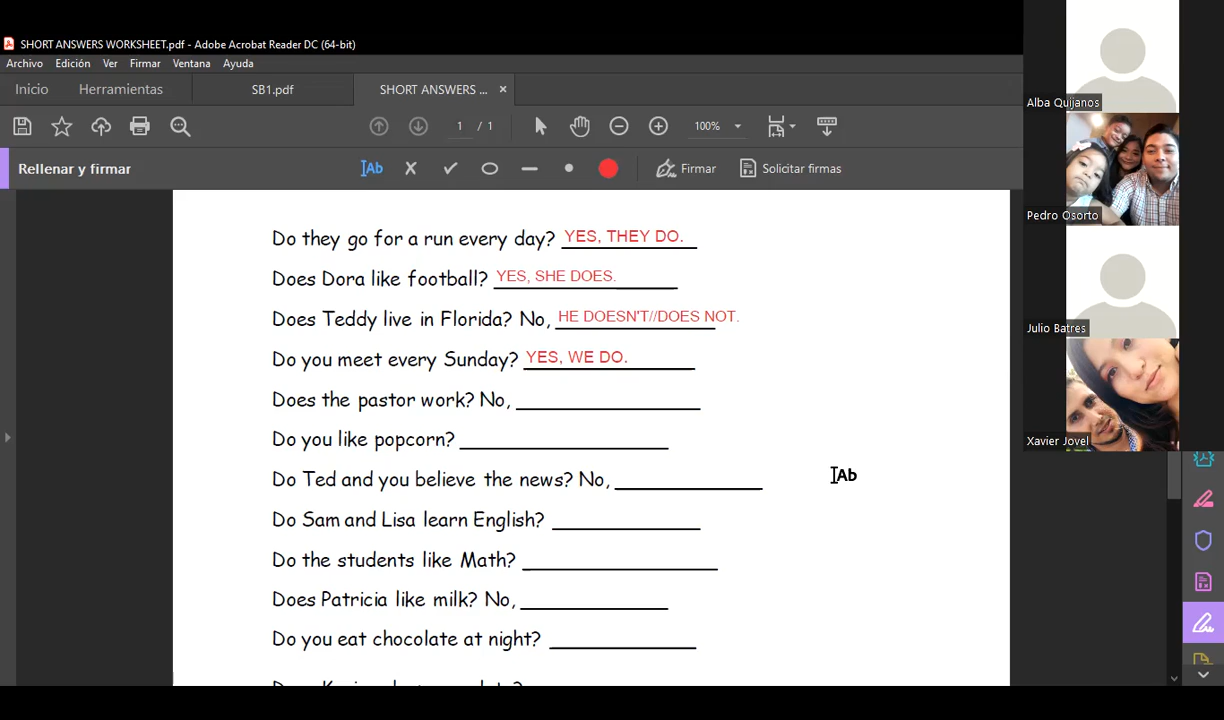 SHORT ANSWERS WORKSHEET.pdf - Adobe Acrobat Reader DC (64-bit)
Archivo Edición Ver Firmar Ventana Ayuda
Inicio Herramientas SB1.pdf SHORT ANSWERS ... ×
1 / 1 100%
Rellenar y firmar Ab Firmar Solicitar firmas
Do they go for a run every day? YES, THEY DO.
Does Dora like football? YES, SHE DOES.
Does Teddy live in Florida? No, HE DOESN'T//DOES NOT.
Do you meet every Sunday? YES, WE DO.
Does the pastor work? No,
Do you like popcorn?
Do Ted and you believe the news? No,
Ab
Do Sam and Lisa learn English?
Do the students like Math?
Does Patricia like milk? No,
Do you eat chocolate at night?
Alba Quijanos
Pedro Osorto
Julio Batres
Xavier Jovel